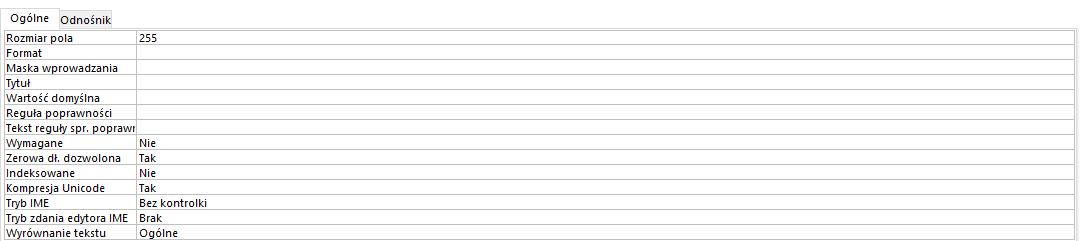 Ogólne Odnośnik
Rozmiar pola 255
Format
Maska wprowadzania
Tytuł
Wartość domyślna
Reguła poprawności
Tekst reguły spr. poprawr
Wymagane Nie
Zerowa dł. dozwolona Tak
Indeksowane Nie
Kompresja Unicode Tak
Tryb IME Bez kontrolki
Tryb zdania edytora IME Brak
Wyrównanie tekstu Ogólne